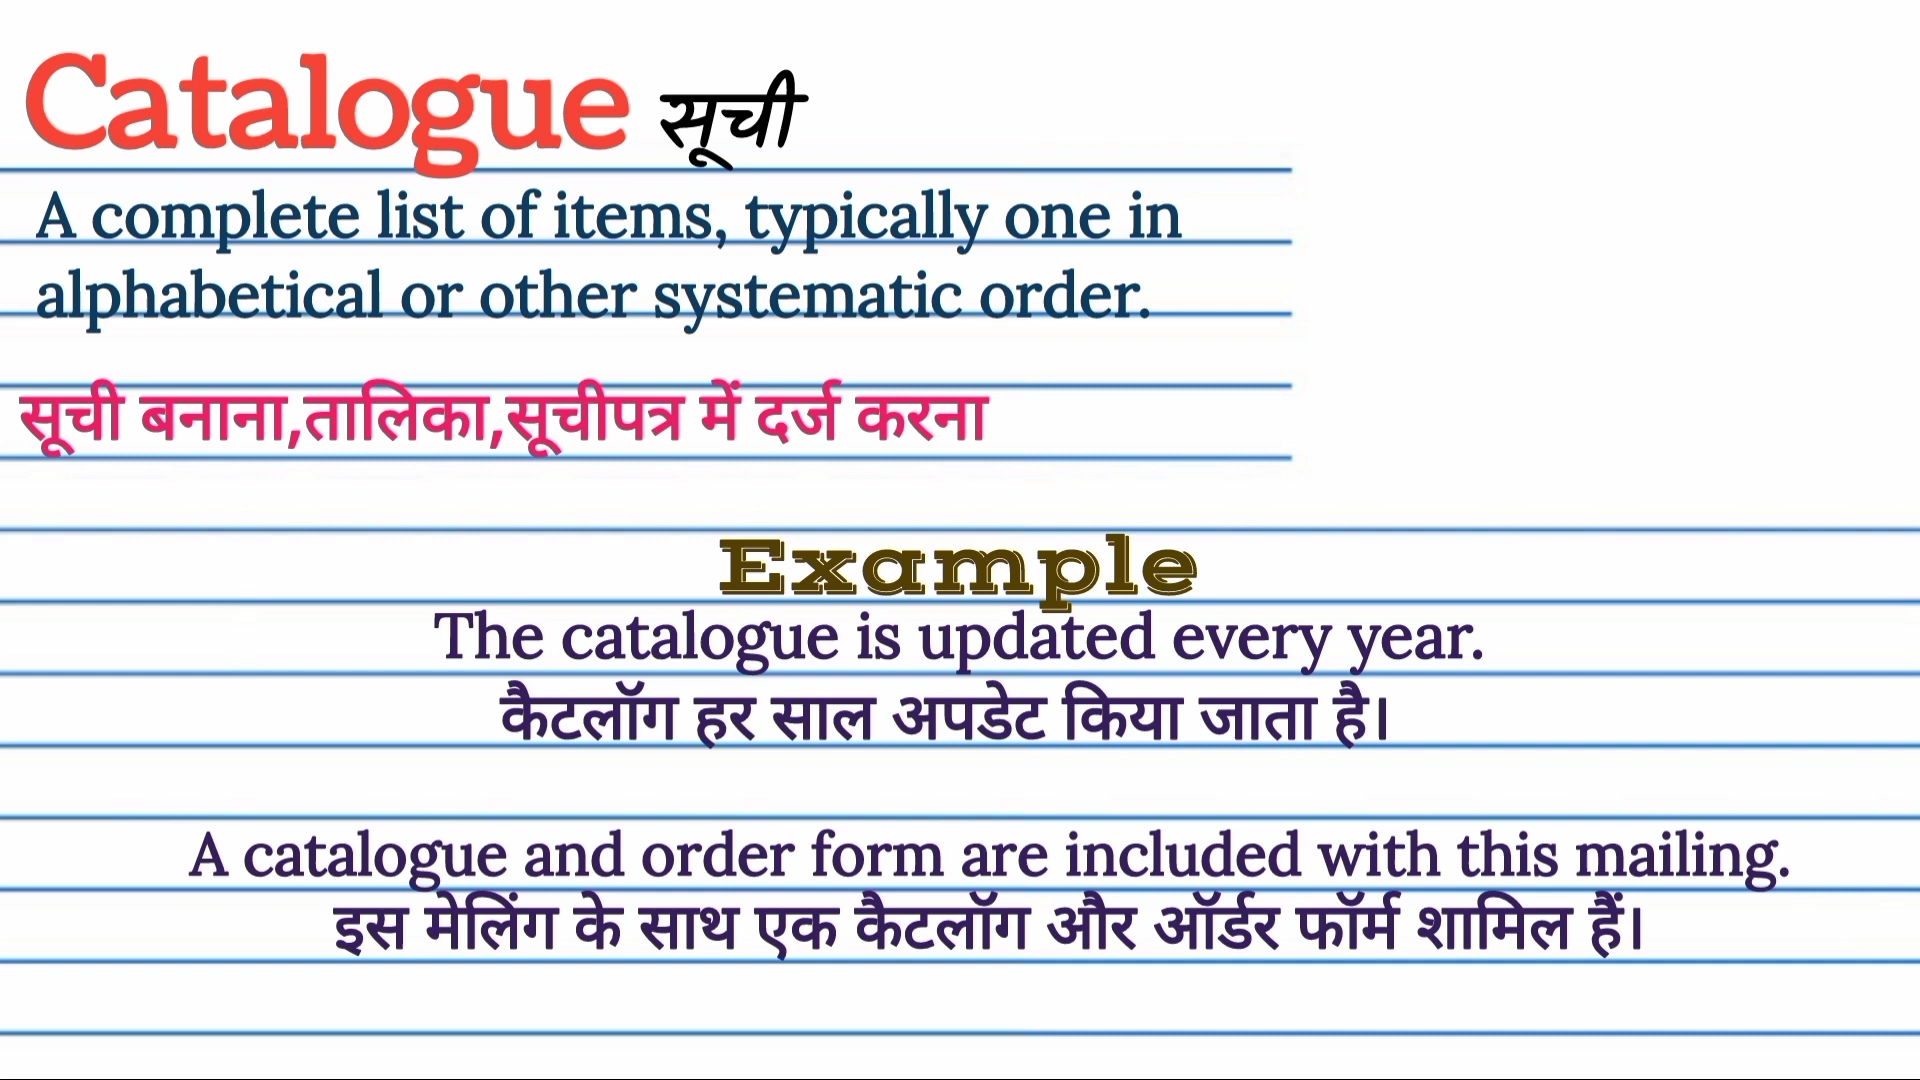 Catalogue सूची
A complete list of items, typically one in
alphabetical or other systematic order.
सूची बनाना,तालिका,सूचीपत्र में दर्ज करना
Example
The catalogue is updated every year.
कैटलॉग हर साल अपडेट किया जाता है।
A catalogue and order form are included with this mailing.
इस मेलिंग के साथ एक कैटलॉग और ऑर्डर फॉर्म शामिल हैं।